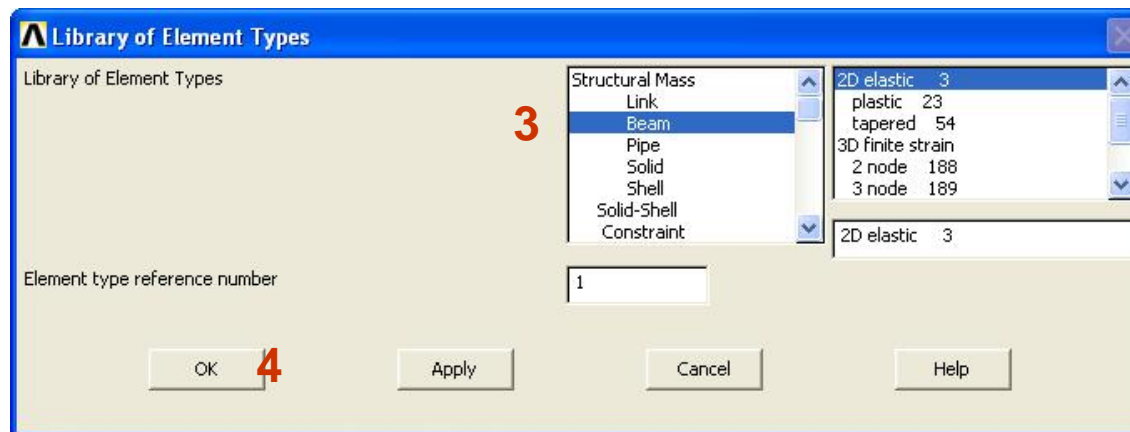 Library of Element Types
Library of Element Types
3
Structural Mass
Link
Beam
Pipe
Solid
Shell
Solid-Shell
Constraint
2D elastic 3
plastic 23
tapered 54
3D finite strain
2 node 188
3 node 189
2D elastic 3
Element type reference number
1
OK
4
Apply
Cancel
Help